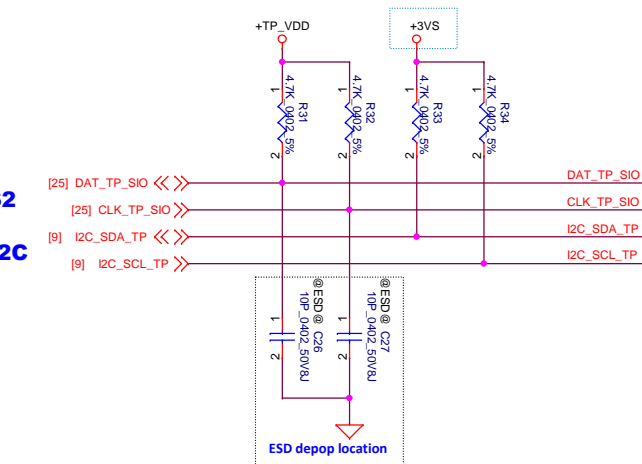 +TP_VDD
+3VS
1
1
1
1
4.7K_0402_5%
R31
4.7K_0402_5%
R32
4.7K_0402_5%
R33
4.7K_0402_5%
R34
2
2
2
2
[25] DAT_TP_SIO
DAT_TP_SIO
S2
[25] CLK_TP_SIO
CLK_TP_SIO
[9] I2C_SDA_TP
I2C_SDA_TP
2C
[9] I2C_SCL_TP
I2C_SCL_TP
@ESD@ C26
10P_0402_50V8J
@ESD@ C27
10P_0402_50V8J
1
1
2
2
ESD depop location